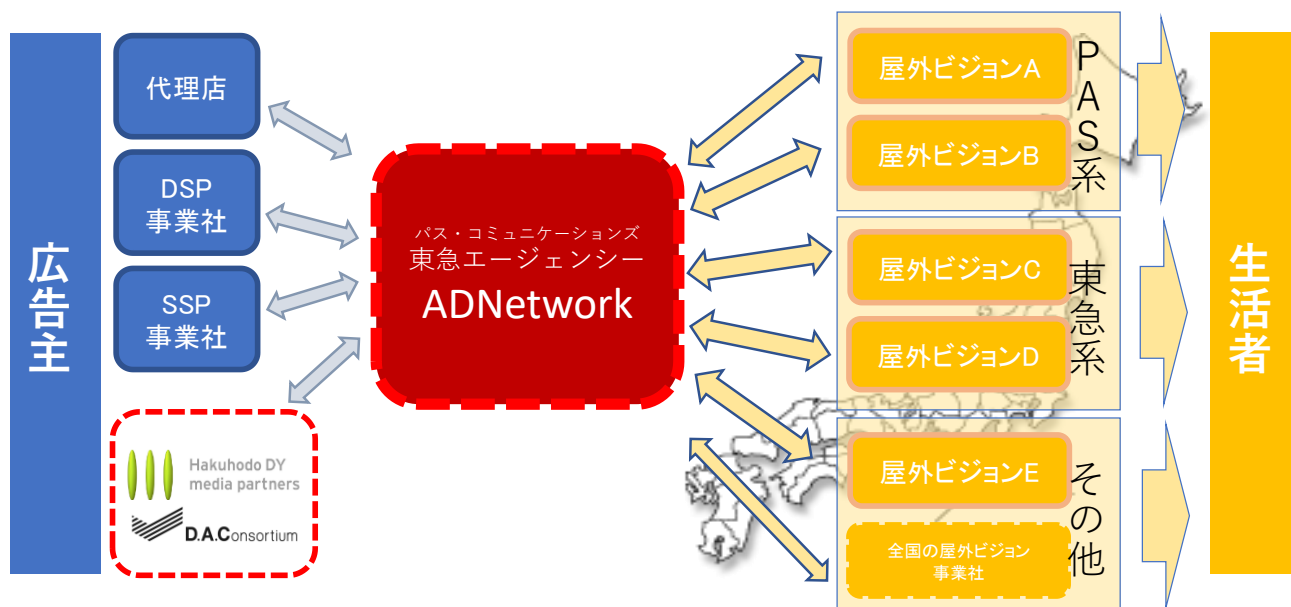 広告主
代理店
DSP
事業社
SSP
事業社
Hakuhodo DY
media partners
D.A.Consortium
パス・コミュニケーションズ
東急エージェンシー
ADNetwork
屋外ビジョンA
屋外ビジョンB
PAS系
屋外ビジョンC
屋外ビジョンD
東急系
屋外ビジョンE
全国の屋外ビジョン
事業社
その他
生活者